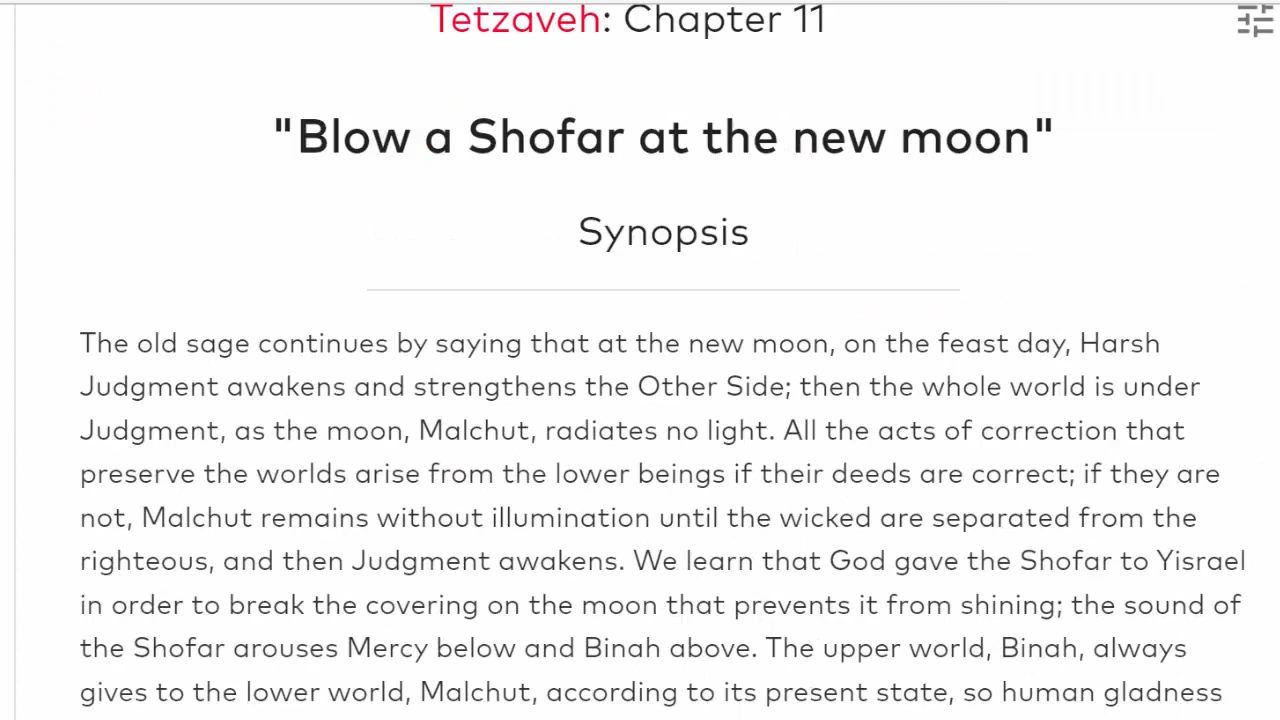 Tetzaveh: Chapter 11
"Blow a Shofar at the new moon"
Synopsis
The old sage continues by saying that at the new moon, on the feast day, Harsh
Judgment awakens and strengthens the Other Side; then the whole world is under
Judgment, as the moon, Malchut, radiates no light. All the acts of correction that
preserve the worlds arise from the lower beings if their deeds are correct; if they are
not, Malchut remains without illumination until the wicked are separated from the
righteous, and then Judgment awakens. We learn that God gave the Shofar to Yisrael
in order to break the covering on the moon that prevents it from shining; the sound of
the Shofar arouses Mercy below and Binah above. The upper world, Binah, always
gives to the lower world, Malchut, according to its present state, so human gladness